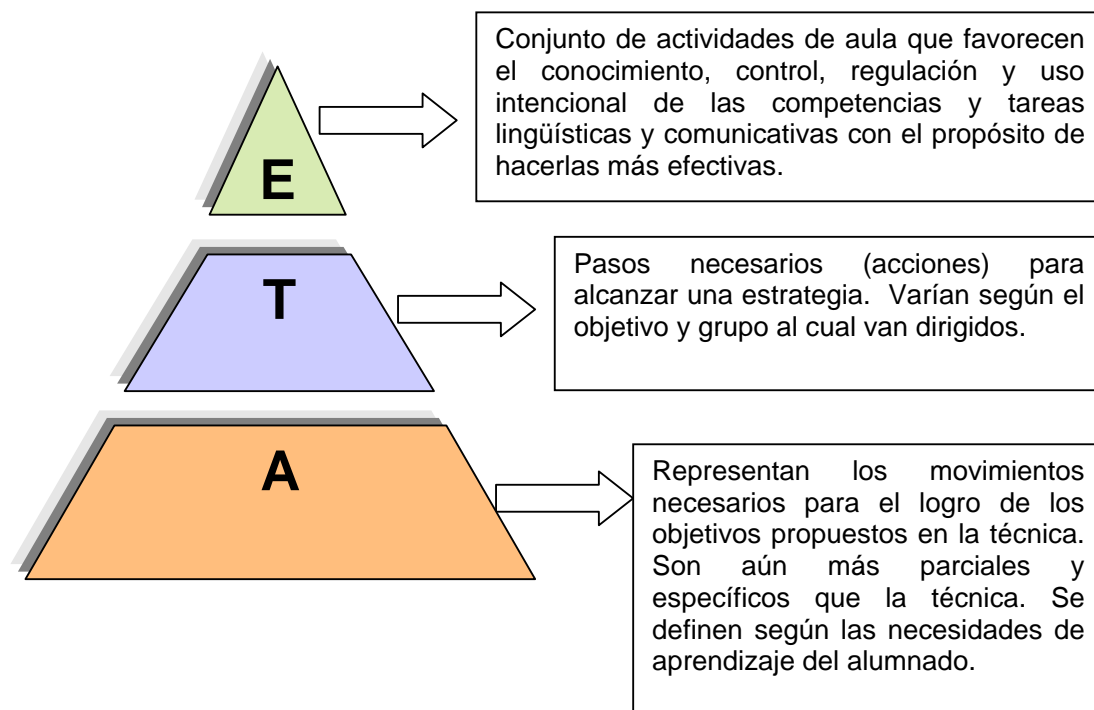 Conjunto de actividades de aula que favorecen
el conocimiento, control, regulación y uso
intencional de las competencias y tareas
lingüísticas y comunicativas con el propósito de
hacerlas más efectivas.
E
Pasos necesarios (acciones) para
alcanzar una estrategia. Varían según el
objetivo y grupo al cual van dirigidos.
T
Representan los movimientos
necesarios para el logro de los
objetivos propuestos en la técnica.
Son aún más parciales y
específicos que la técnica. Se
definen según las necesidades de
aprendizaje del alumnado.
A